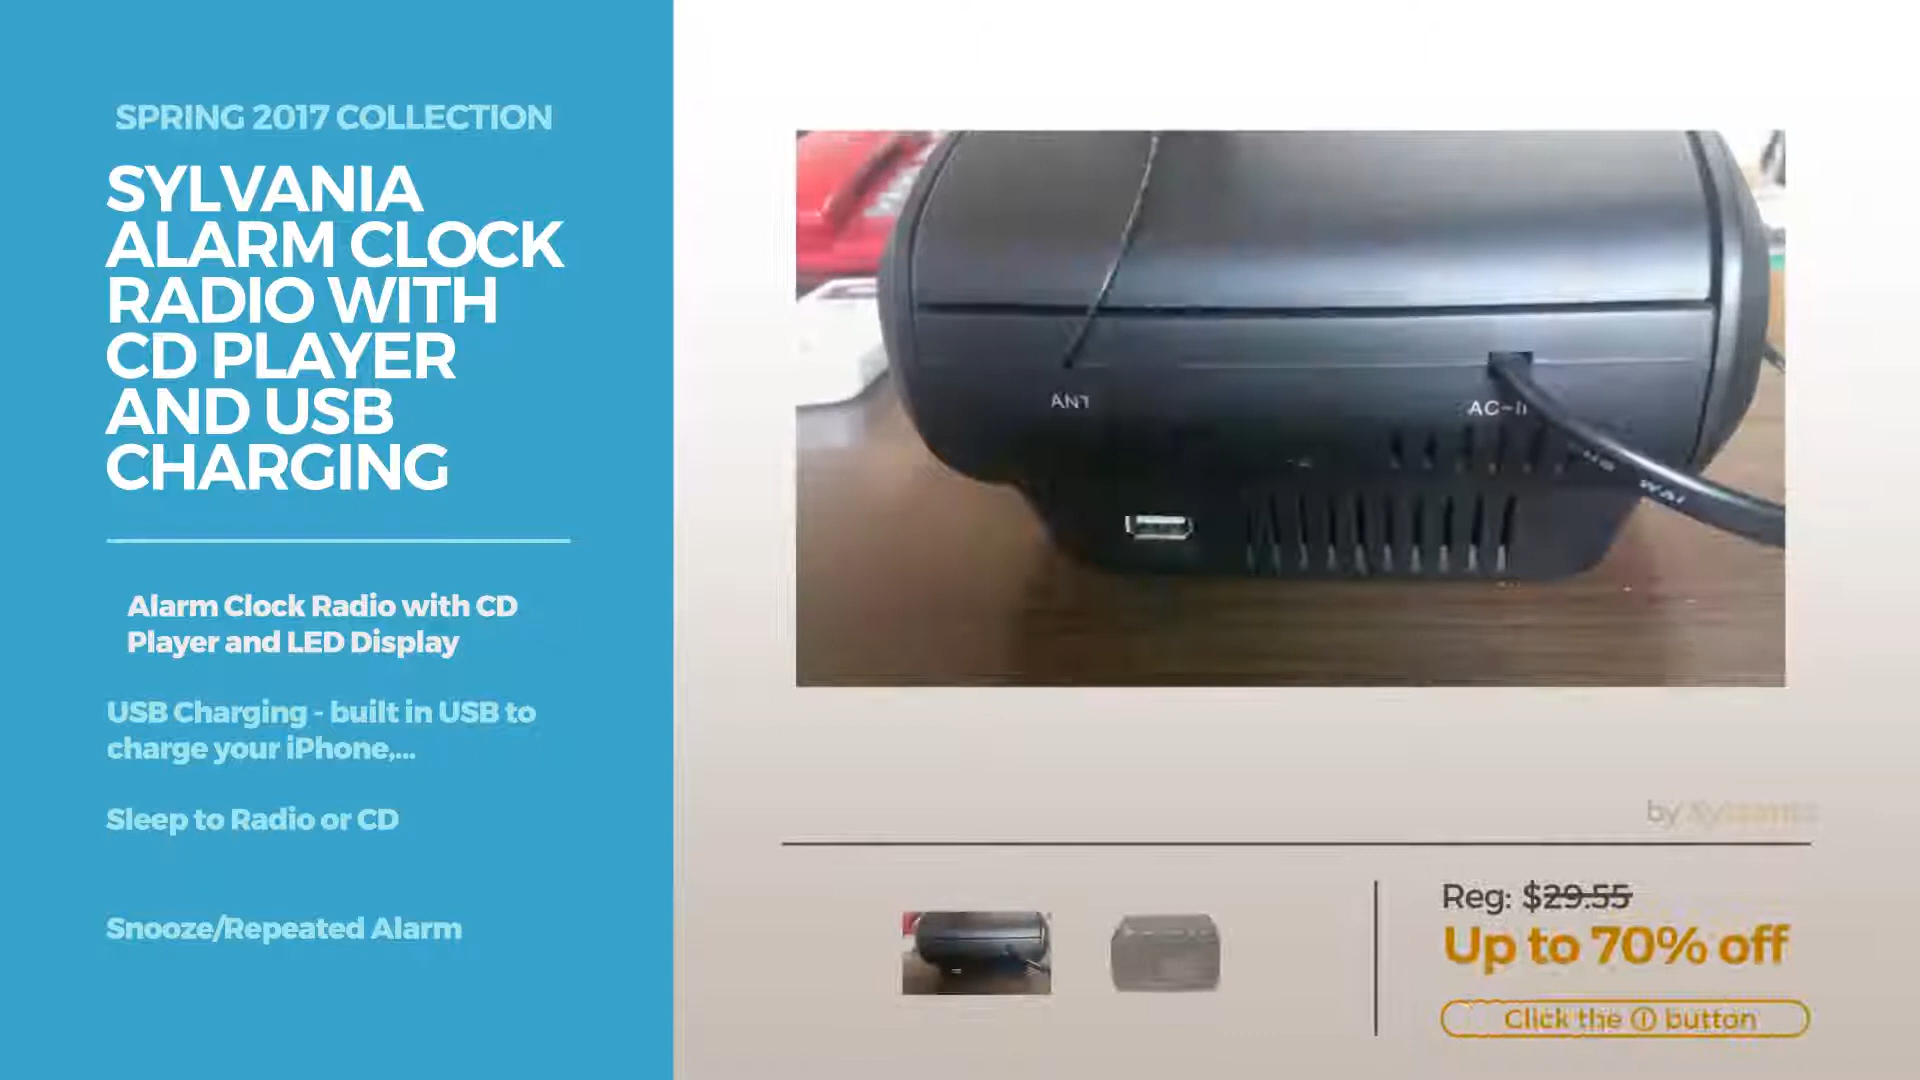 SPRING 2017 COLLECTION
SYLVANIA
ALARM CLOCK
RADIO WITH
CD PLAYER
AND USB
CHARGING
Alarm Clock Radio with CD
Player and LED Display
USB Charging - built in USB to
charge your iPhone,...
Sleep to Radio or CD
Snooze/Repeated Alarm
ANT
by
Reg: $29.55
Up to 70% off
Click the ! button